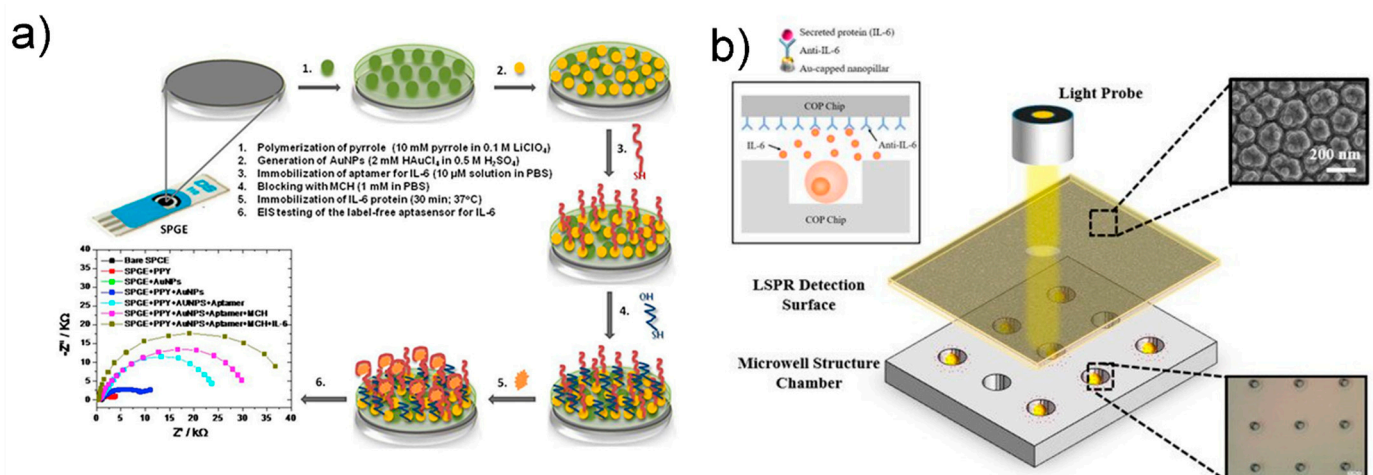 a)
1.
2.
3.
SH
1. Polymerization of pyrrole (10 mM pyrrole in 0.1 M LiClO₄)
2. Generation of AuNPs (2 mM HAuCl₄ in 0.5 M H₂SO₄)
3. Immobilization of aptamer for IL-6 (10 µM solution in PBS)
4. Blocking with MCH (1 mM in PBS)
5. Immobilization of IL-6 protein (30 min; 37ºC)
6. EIS testing of the label-free aptasensor for IL-6
SPGE
4.
OH
SH
5.
6.
-Z" / KΩ
40
35
30
25
20
15
10
5
0
Bare SPCE
SPGE+PPY
SPGE+AuNPs
SPGE+PPY+AuNPs
SPGE+PPY+AUNPS+Aptamer
SPGE+PPY+AuNPS+Aptamer+MCH
SPGE+PPY+AuNPS+Aptamer+MCH+IL-6
0 5 10 15 20 25 30 35 40
Z' / kΩ
b)
Secreted protein (IL-6)
Anti-IL-6
Au-capped nanopillar
COP Chip
IL-6
Anti-IL-6
COP Chip
Light Probe
200 nm
LSPR Detection
Surface
Microwell Structure
Chamber